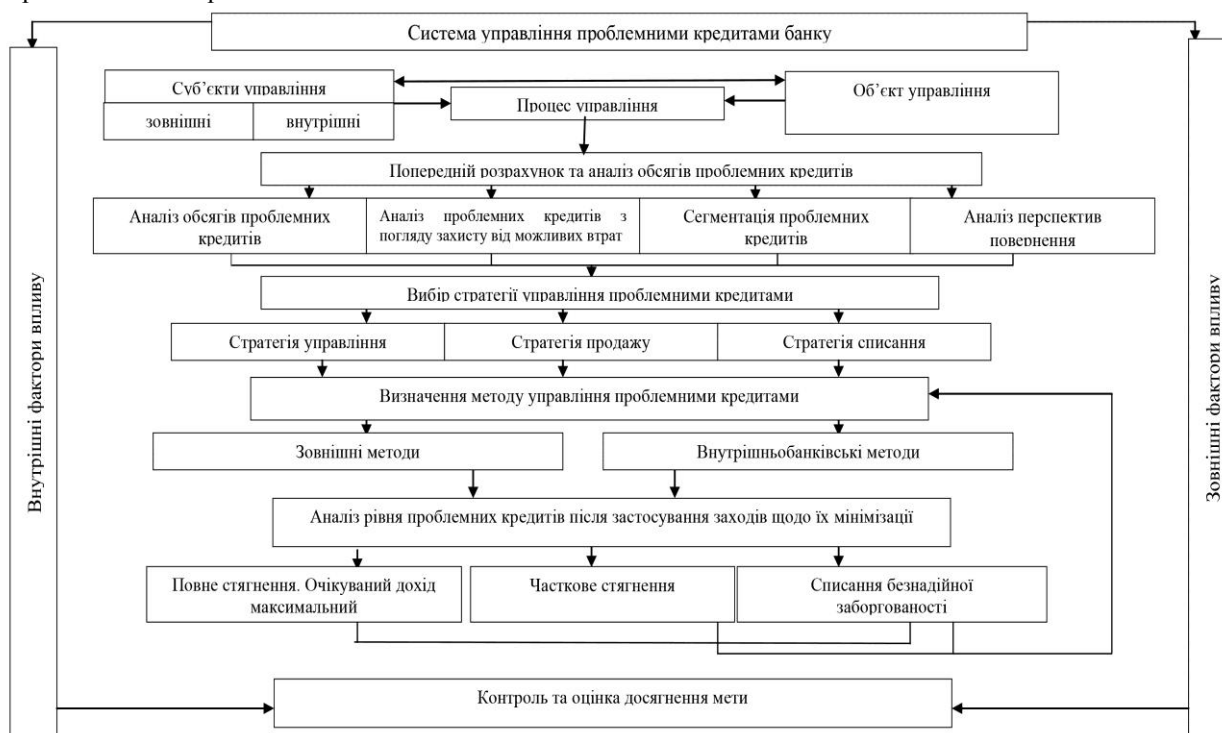 Система управління проблемними кредитами банку
Суб’єкти управління
зовнішні
внутрішні
Процес управління
Об’єкт управління
Попередній розрахунок та аналіз обсягів проблемних кредитів
Аналіз обсягів проблемних
кредитів
Аналіз проблемних кредитів з
погляду захисту від можливих втрат
Сегментація проблемних
кредитів
Аналіз перспектив
повернення
Вибір стратегії управління проблемними кредитами
Стратегія управління
Стратегія продажу
Стратегія списання
Визначення методу управління проблемними кредитами
Зовнішні методи
Внутрішньобанківські методи
Аналіз рівня проблемних кредитів після застосування заходів щодо їх мінімізації
Повне стягнення. Очікуваний дохід
максимальний
Часткове стягнення
Списання безнадійної
заборгованості
Контроль та оцінка досягнення мети
Внутрішні фактори впливу
Зовнішні фактори впливу